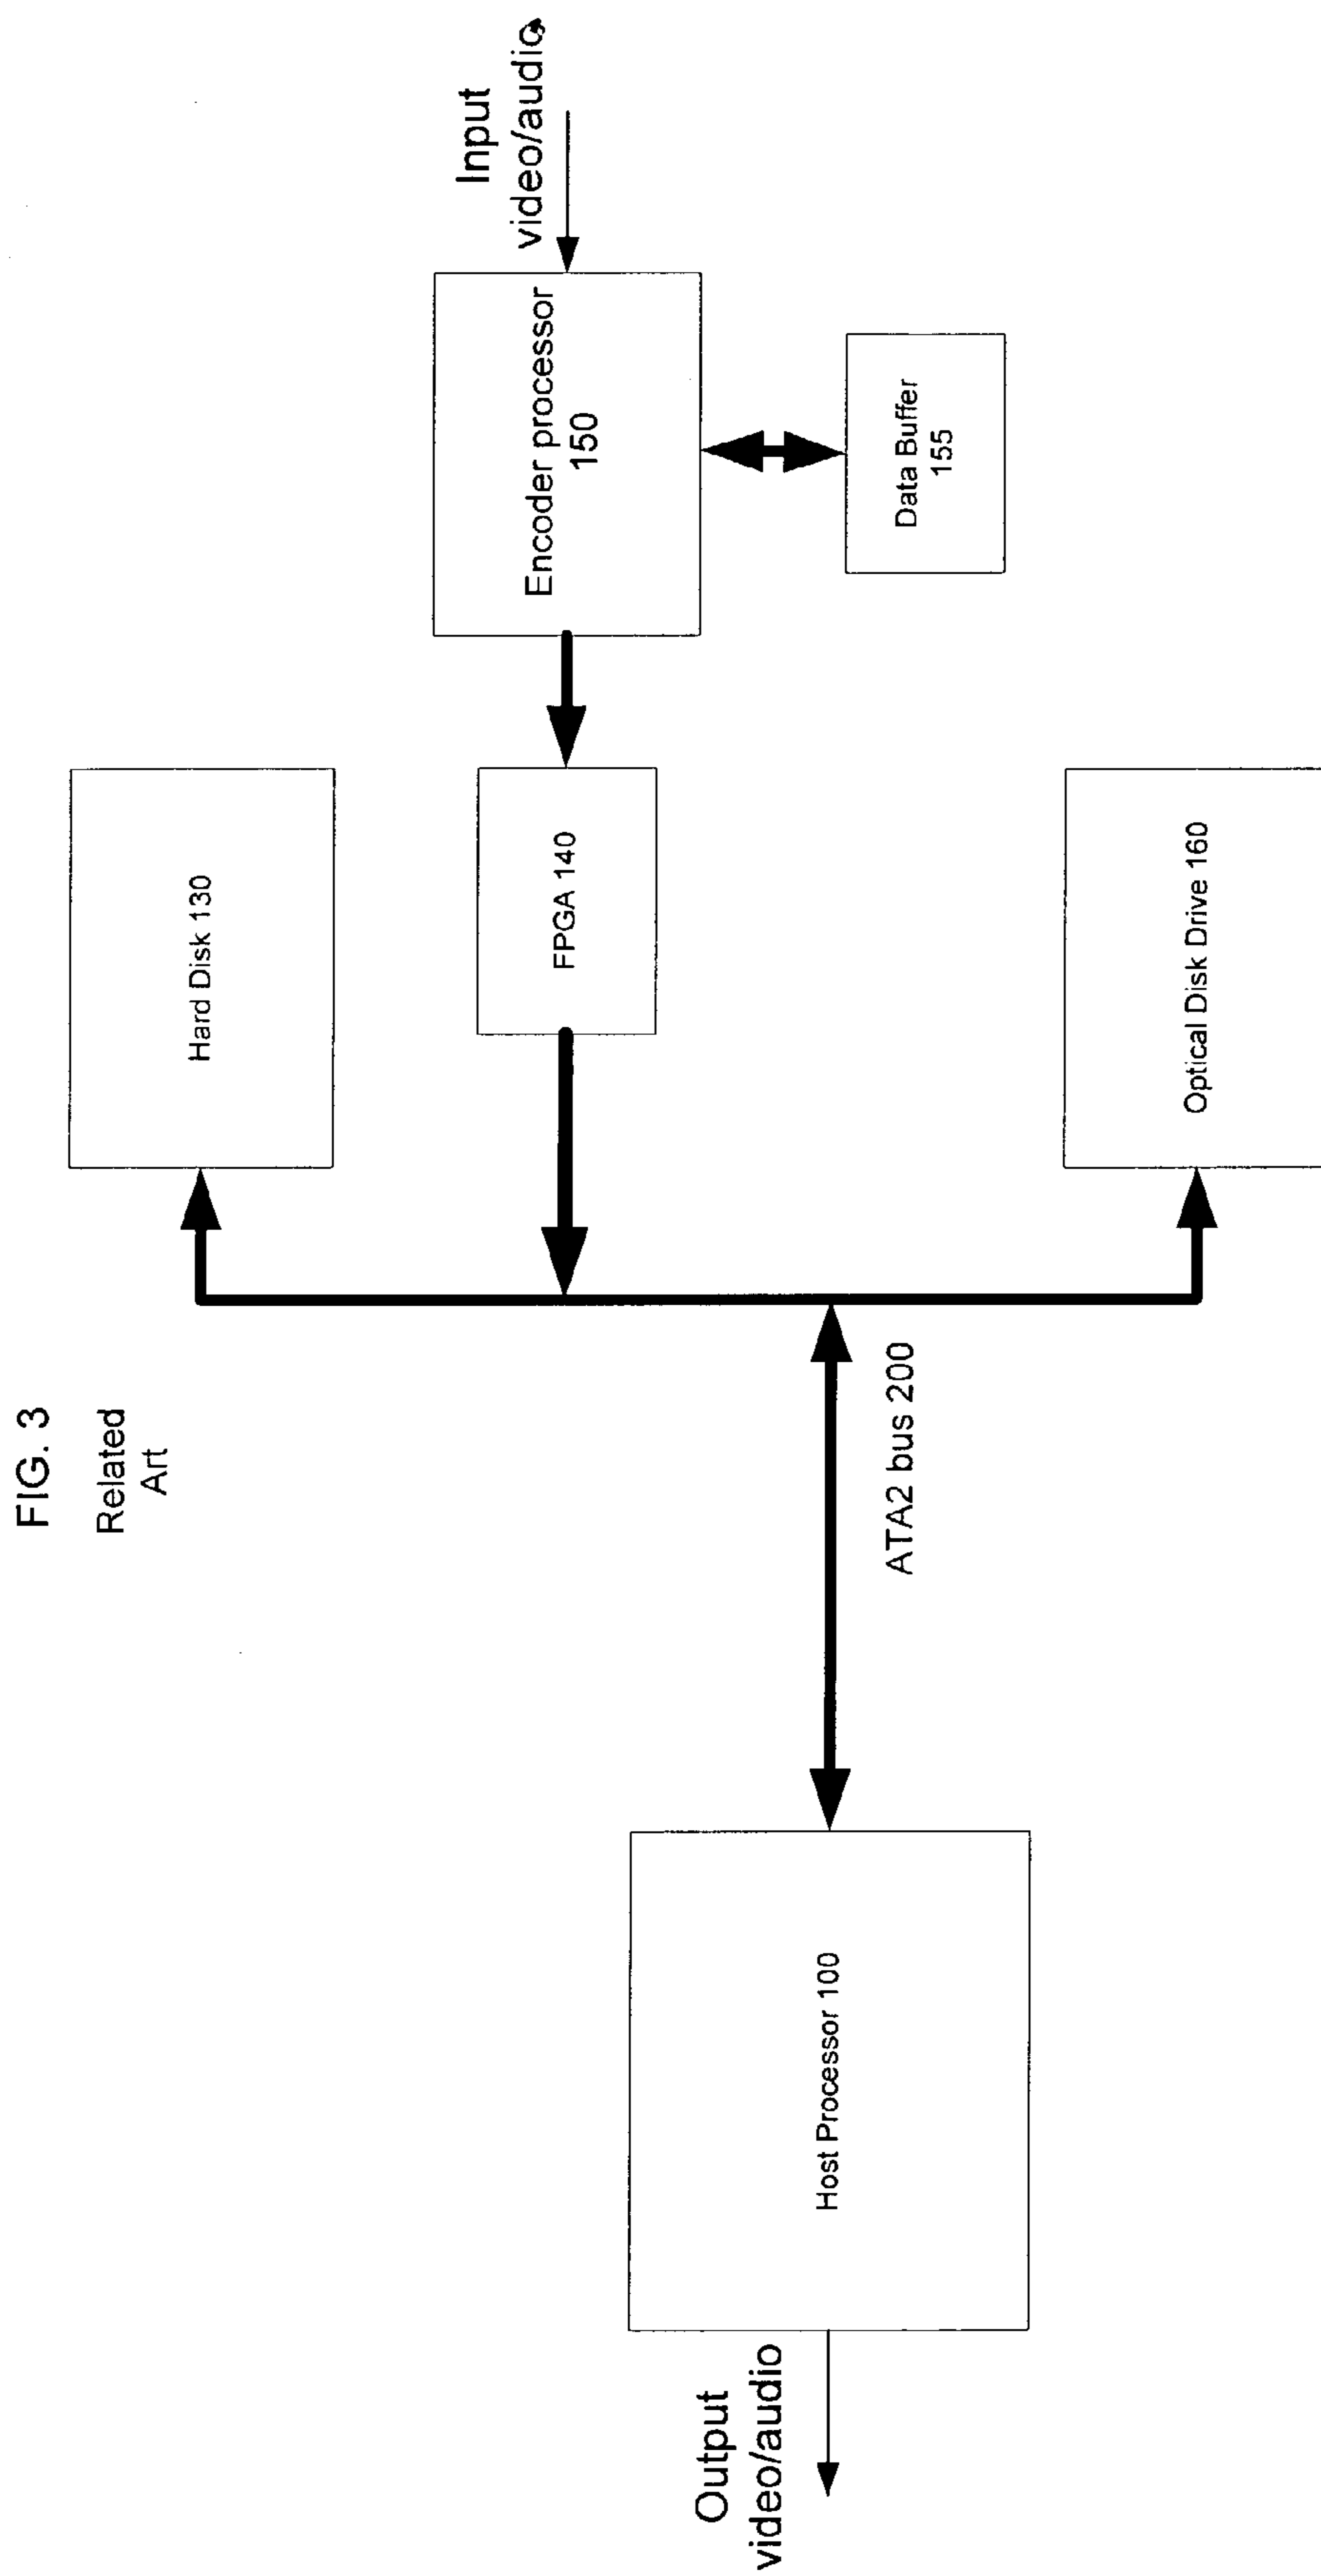 FIG. 3
Related
Art
Output
video/audio
Host Processor 100
ATA2 bus 200
Hard Disk 130
FPGA 140
Optical Disk Drive 160
Encoder processor
150
Data Buffer
155
Input
video/audio